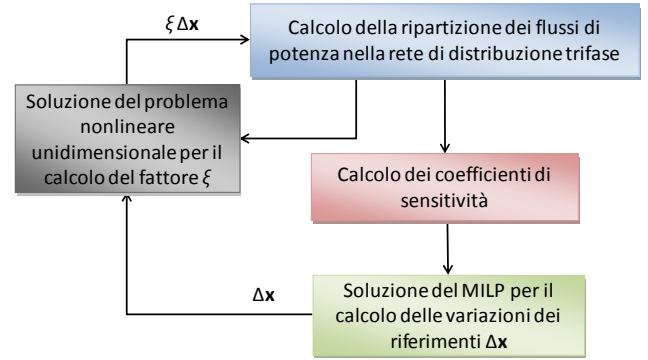 ξ Δx
Calcolo della ripartizione dei flussi di
potenza nella rete di distribuzione trifase
Soluzione del problema
nonlineare
unidimensionale per il
calcolo del fattore ξ
Calcolo dei coefficienti di
sensitività
Δx
Soluzione del MILP per il
calcolo delle variazioni dei
riferimenti Δx